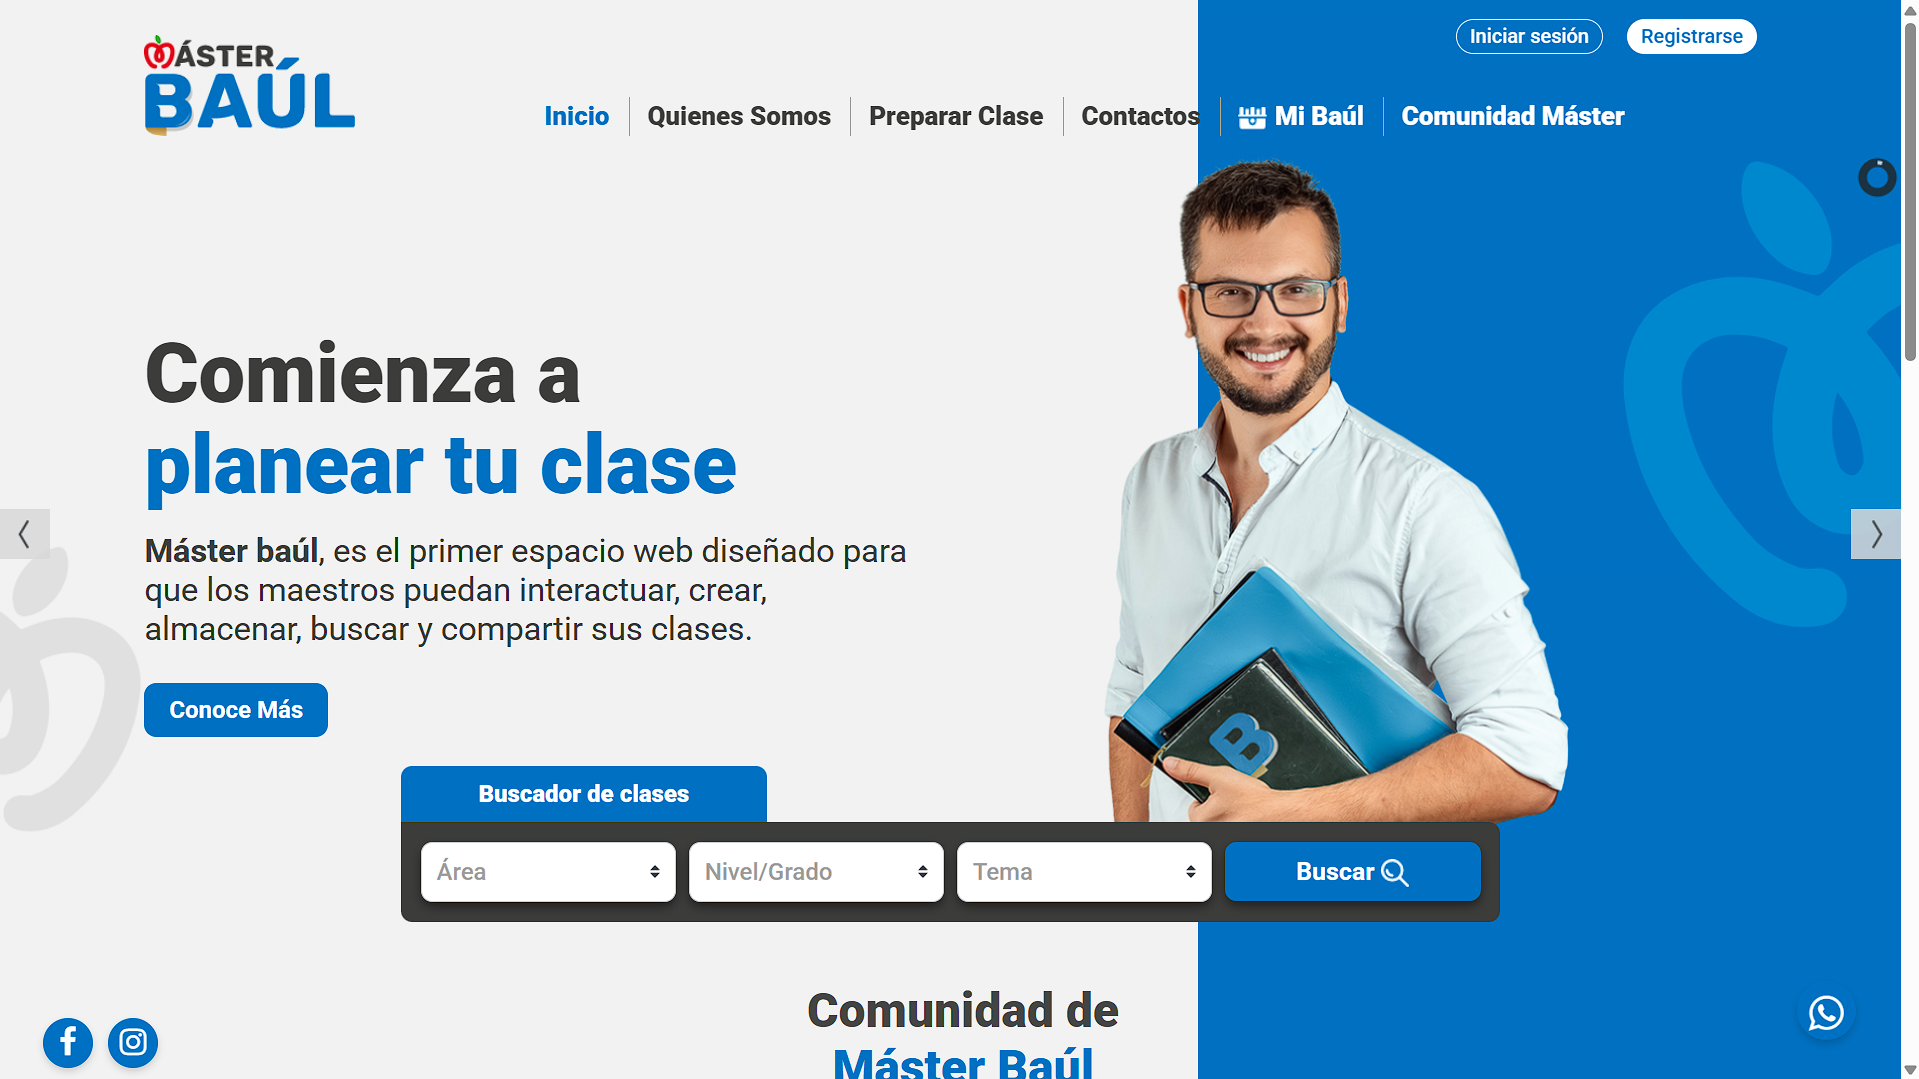 MÁSTER
BAÚL
Iniciar sesión
Registrarse
Inicio
Quienes Somos
Preparar Clase
Contactos
Mi Baúl
Comunidad Máster
Comienza a
planear tu clase
Máster baúl, es el primer espacio web diseñado para
que los maestros puedan interactuar, crear,
almacenar, buscar y compartir sus clases.
Conoce Más
B
Buscador de clases
Área
Nivel/Grado
Tema
Buscar
Comunidad de
Máster Baúl